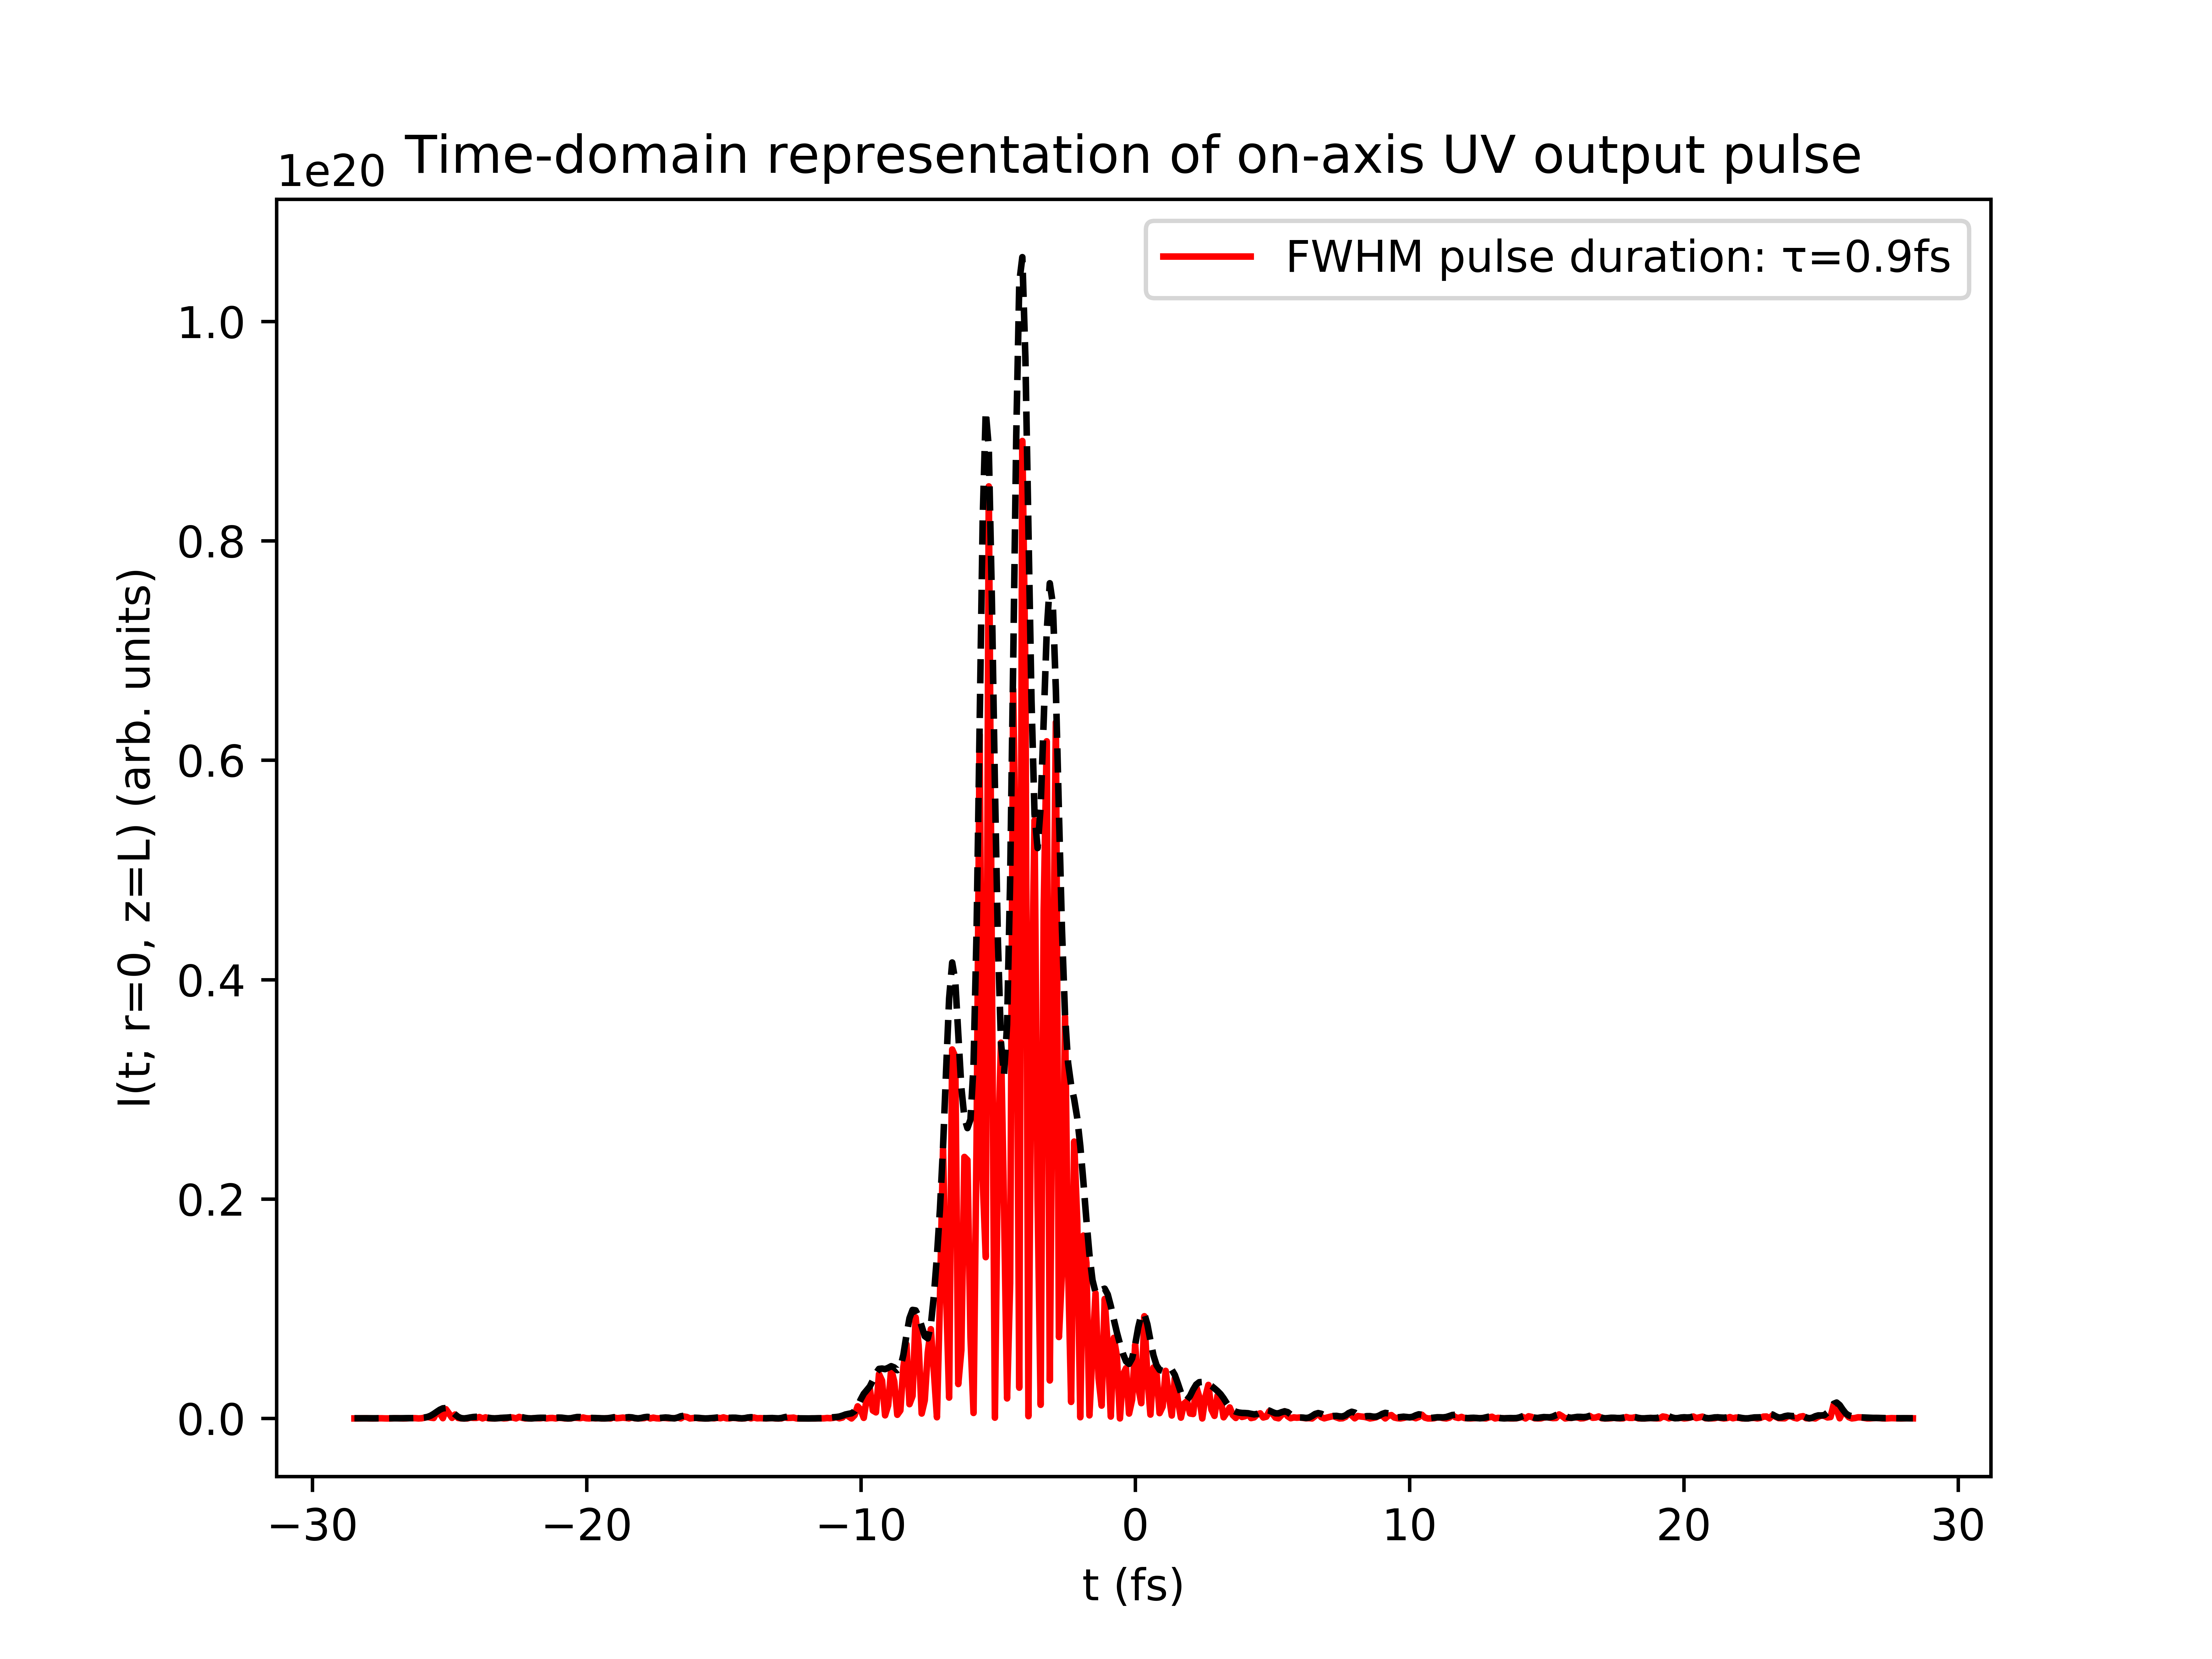 Time-domain representation of on-axis UV output pulse
1e20
FWHM pulse duration: τ=0.9fs
I(t; r=0, z=L) (arb. units)
1.0
0.8
0.6
0.4
0.2
0.0
−30 −20 −10 0 10 20 30
t (fs)